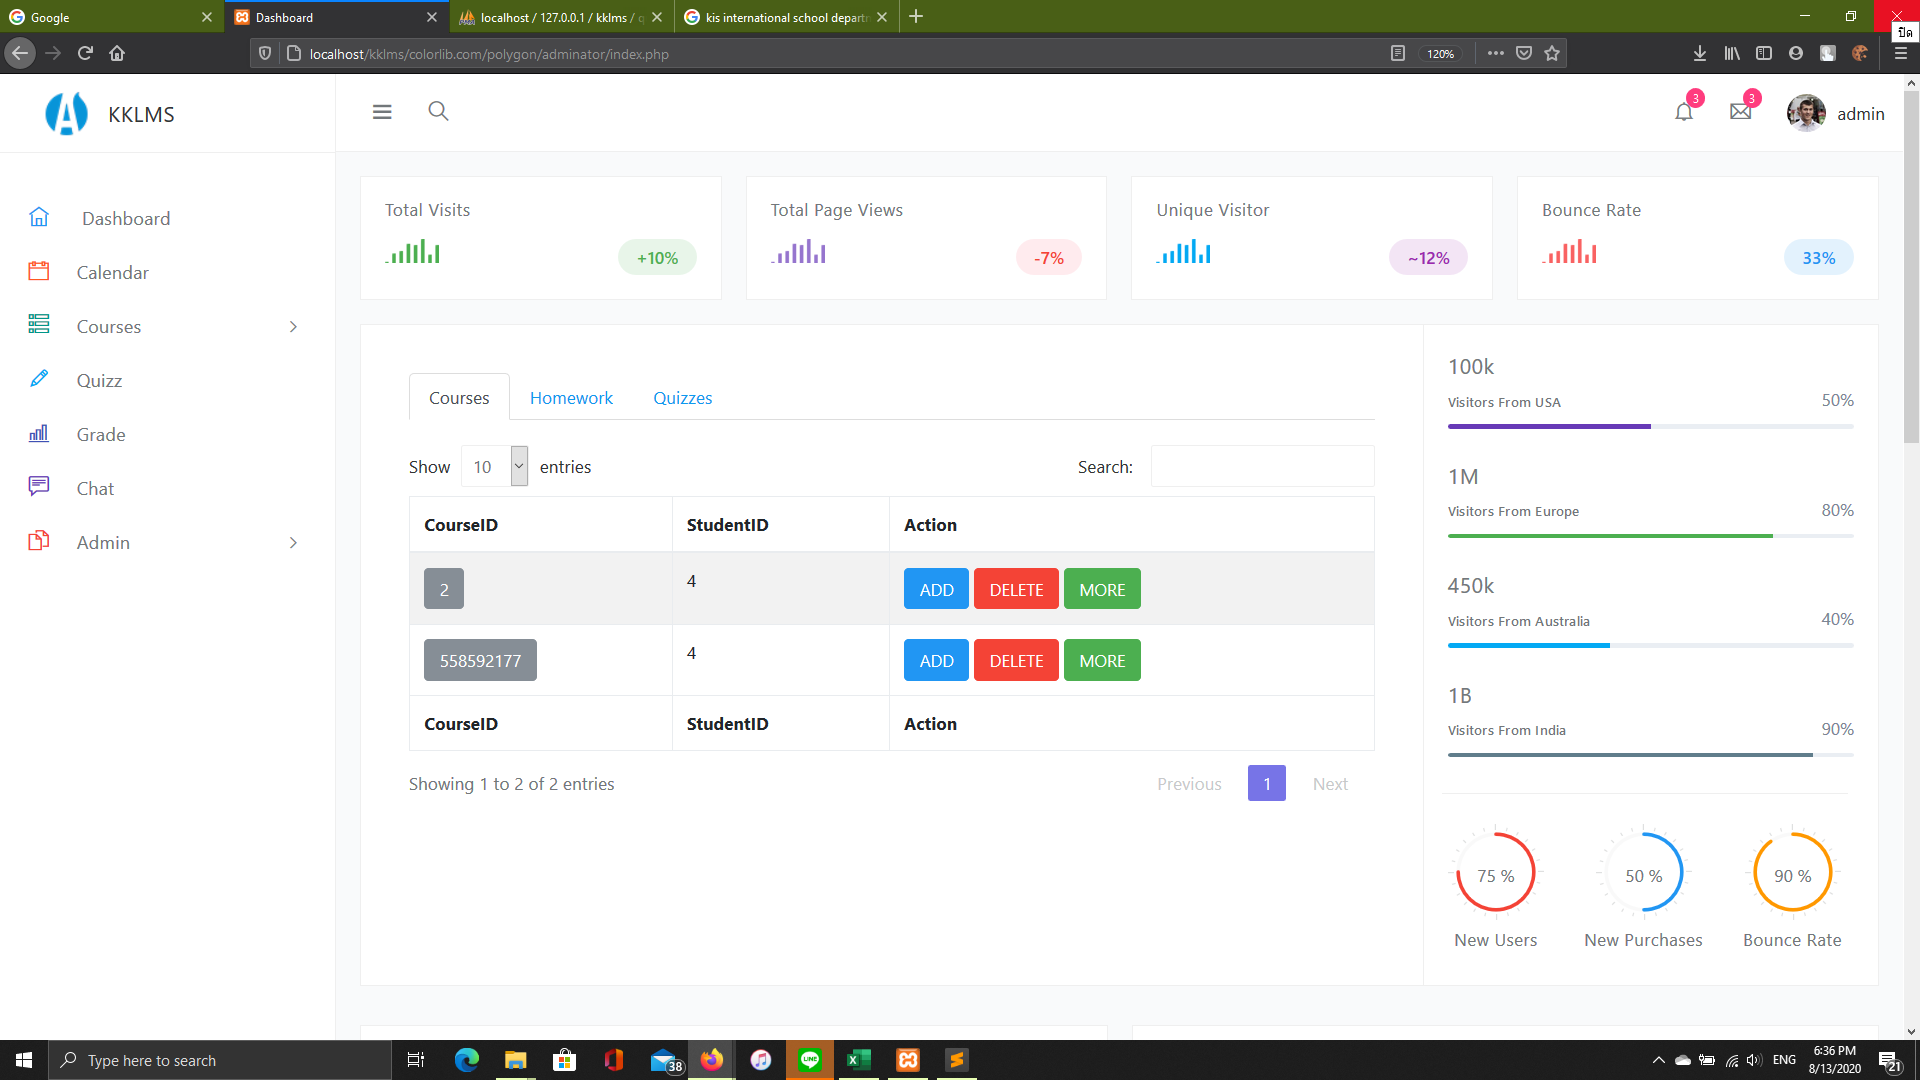 Google
Dashboard
localhost / 127.0.0.1 / kklms / q
kis international school departm
ปิด
localhost/kklms/colorlib.com/polygon/adminator/index.php
120%
KKLMS
3
3
admin
Dashboard
Calendar
Courses
Quizz
Grade
Chat
Admin
Total Visits
+10%
Total Page Views
-7%
Unique Visitor
~12%
Bounce Rate
33%
Courses Homework Quizzes
Show 10 entries Search:
CourseID StudentID Action
2 4 ADD DELETE MORE
558592177 4 ADD DELETE MORE
CourseID StudentID Action
Showing 1 to 2 of 2 entries Previous 1 Next
100k
Visitors From USA 50%
1M
Visitors From Europe 80%
450k
Visitors From Australia 40%
1B
Visitors From India 90%
75 % 50 % 90 %
New Users New Purchases Bounce Rate
Type here to search
38
LINE
ENG
6:36 PM
8/13/2020
21